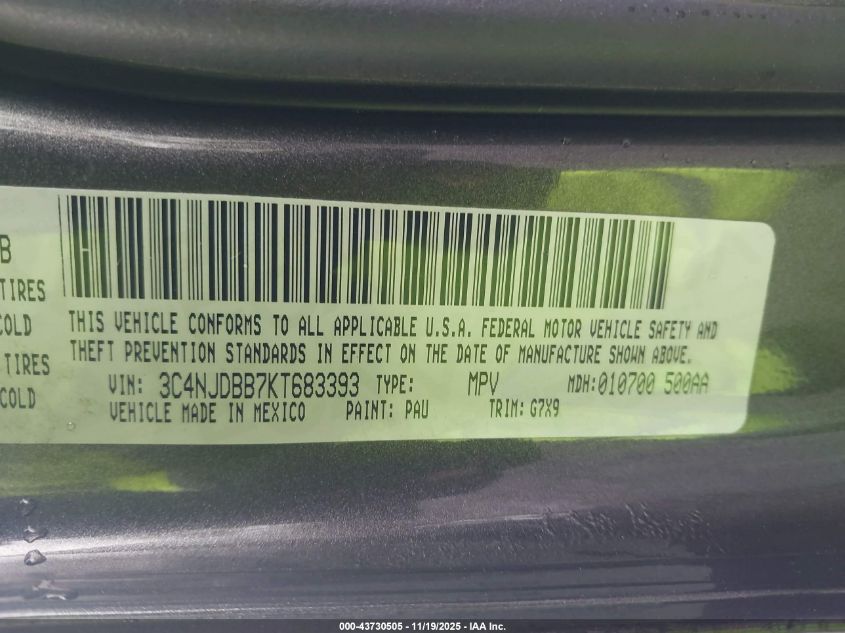 B
TIRES
COLD
TIRES
COLD
THIS VEHICLE CONFORMS TO ALL APPLICABLE U.S.A. FEDERAL MOTOR VEHICLE SAFETY AND
THEFT PREVENTION STANDARDS IN EFFECT ON THE DATE OF MANUFACTURE SHOWN ABOVE.
VIN: 3C4NJDBB7KT683393 TYPE: MPV MDH:010700 500AA
VEHICLE MADE IN MEXICO PAINT: PAU TRIM: G7X9
000-43730505 - 11/19/2025 - IAA Inc.